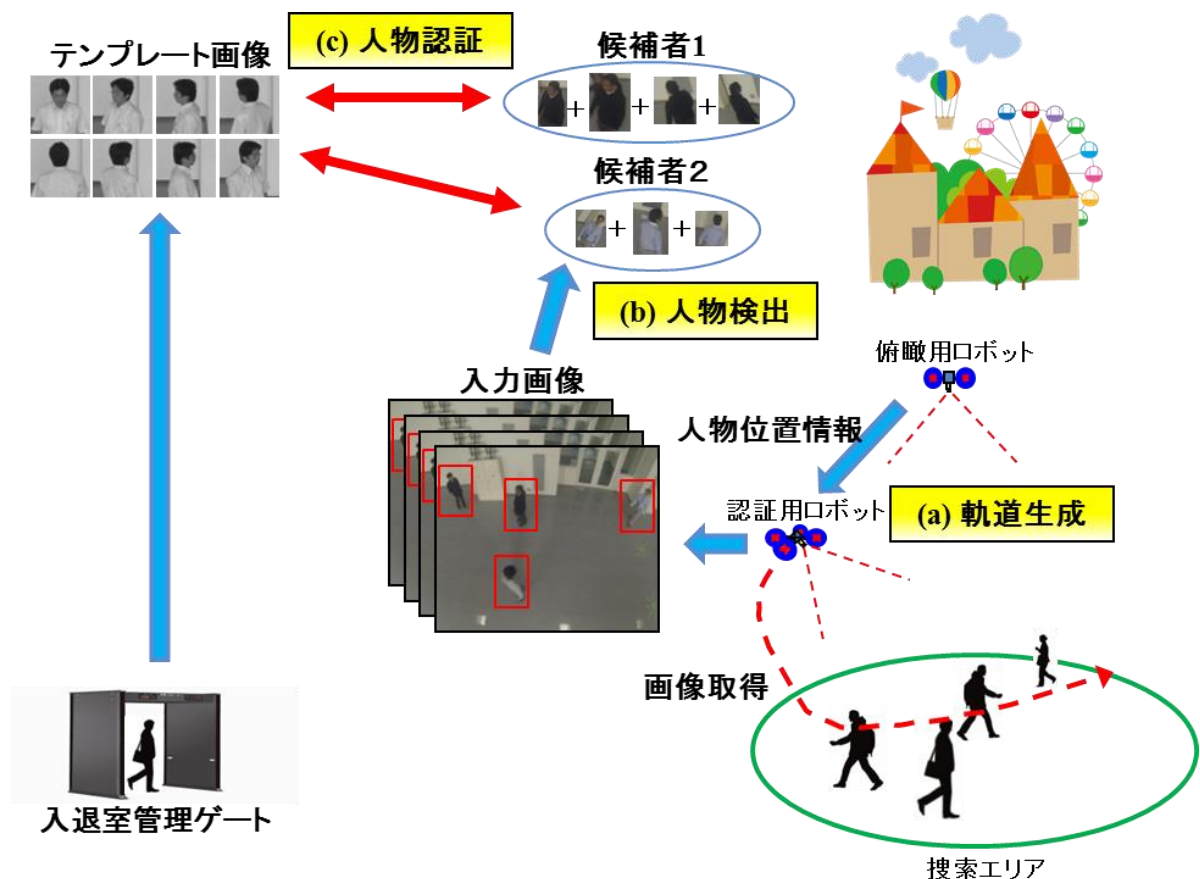 テンプレート画像
(c) 人物認証
候補者1
+
+
+
候補者２
+
+
(b) 人物検出
俯瞰用ロボット
入力画像
人物位置情報
認証用ロボット
(a) 軌道生成
画像取得
入退室管理ゲート
捜索エリア